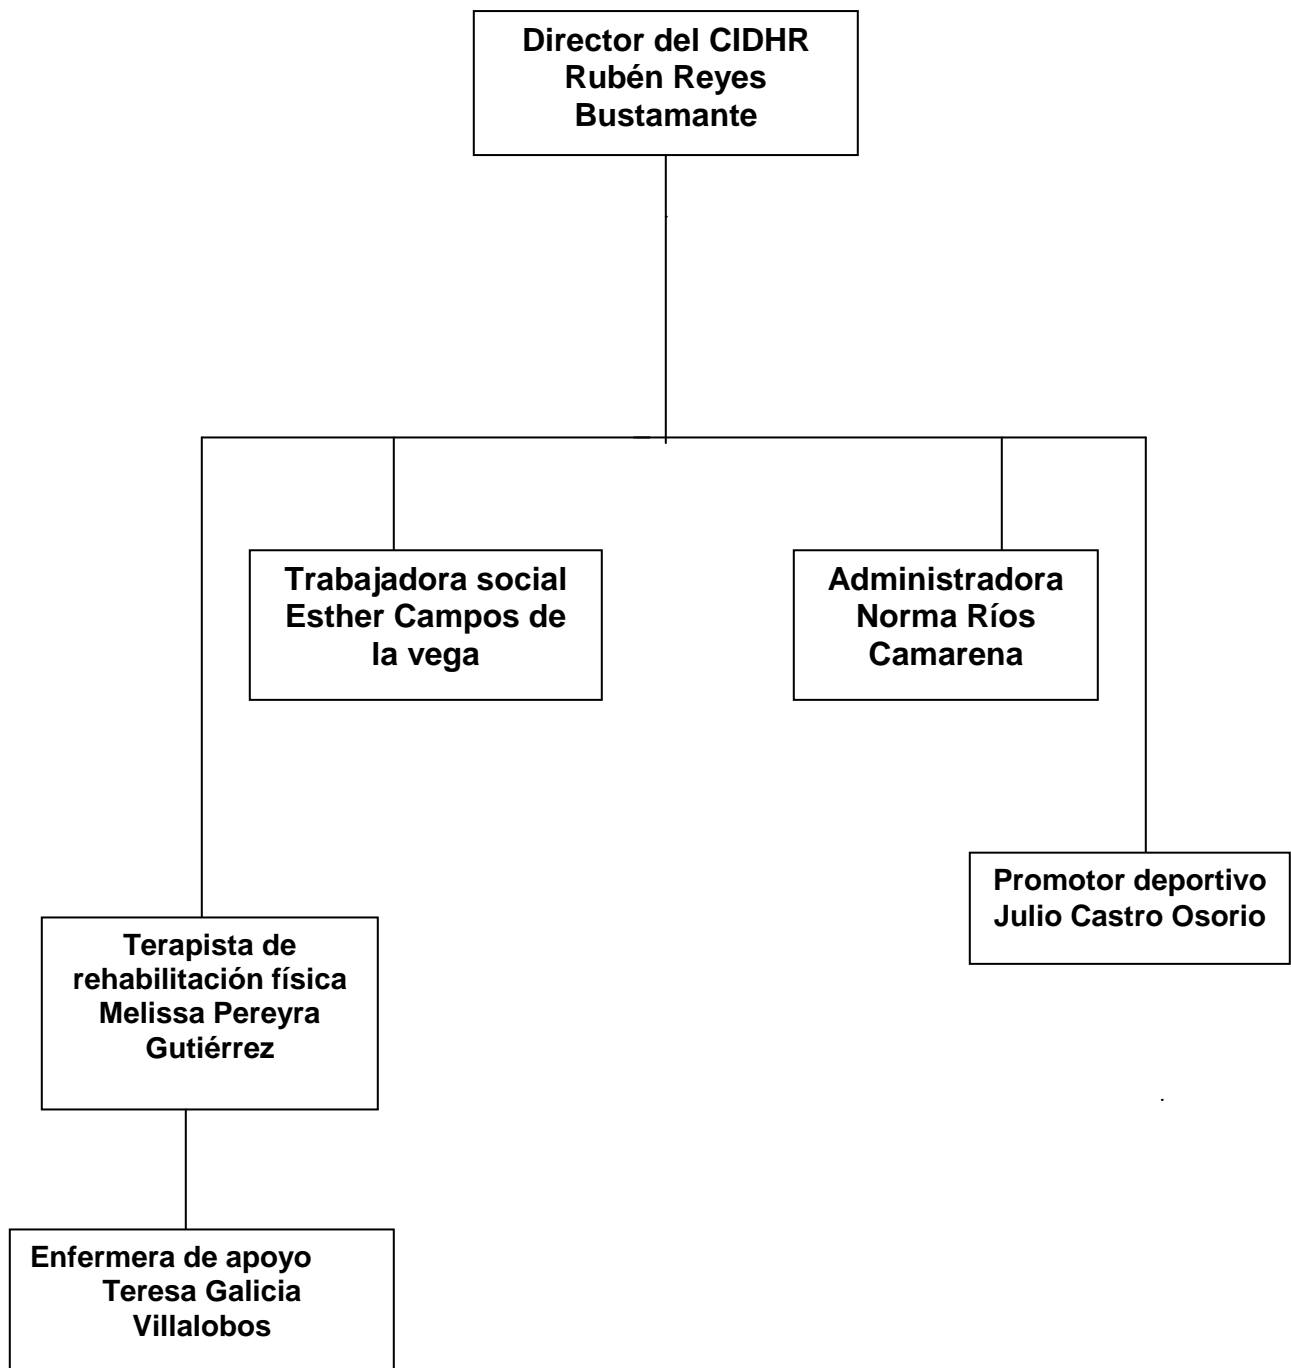 Director del CIDHR
Rubén Reyes
Bustamante
Trabajadora social
Esther Campos de
la vega
Administradora
Norma Ríos
Camarena
Promotor deportivo
Julio Castro Osorio
Terapista de
rehabilitación física
Melissa Pereyra
Gutiérrez
Enfermera de apoyo
Teresa Galicia
Villalobos